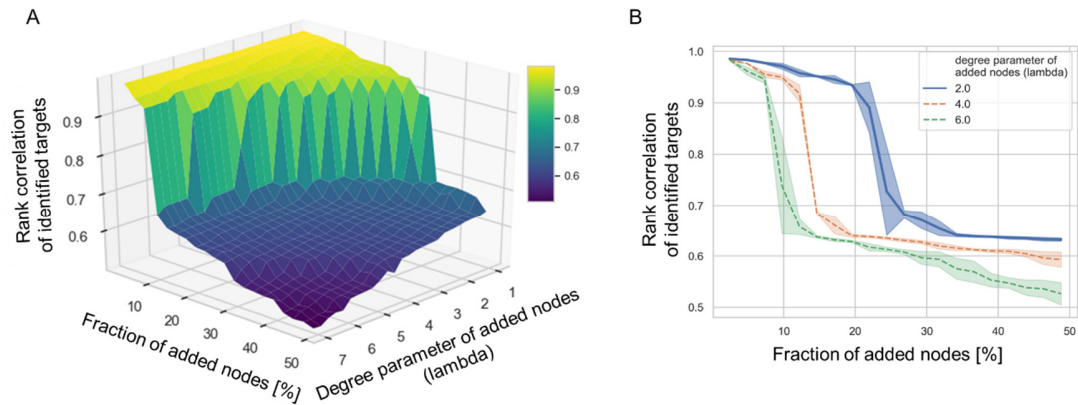 A
Rank correlation
of identified targets
0.9
0.8
0.7
0.6
10
20
30
40
50
Fraction of added nodes [%]
7
6
5
4
3
2
1
Degree parameter of added nodes
(lambda)
0.9
0.8
0.7
0.6
B
Rank correlation
of identified targets
1.0
0.9
0.8
0.7
0.6
0.5
degree parameter of
added nodes (lambda)
2.0
4.0
6.0
10 20 30 40 50
Fraction of added nodes [%]